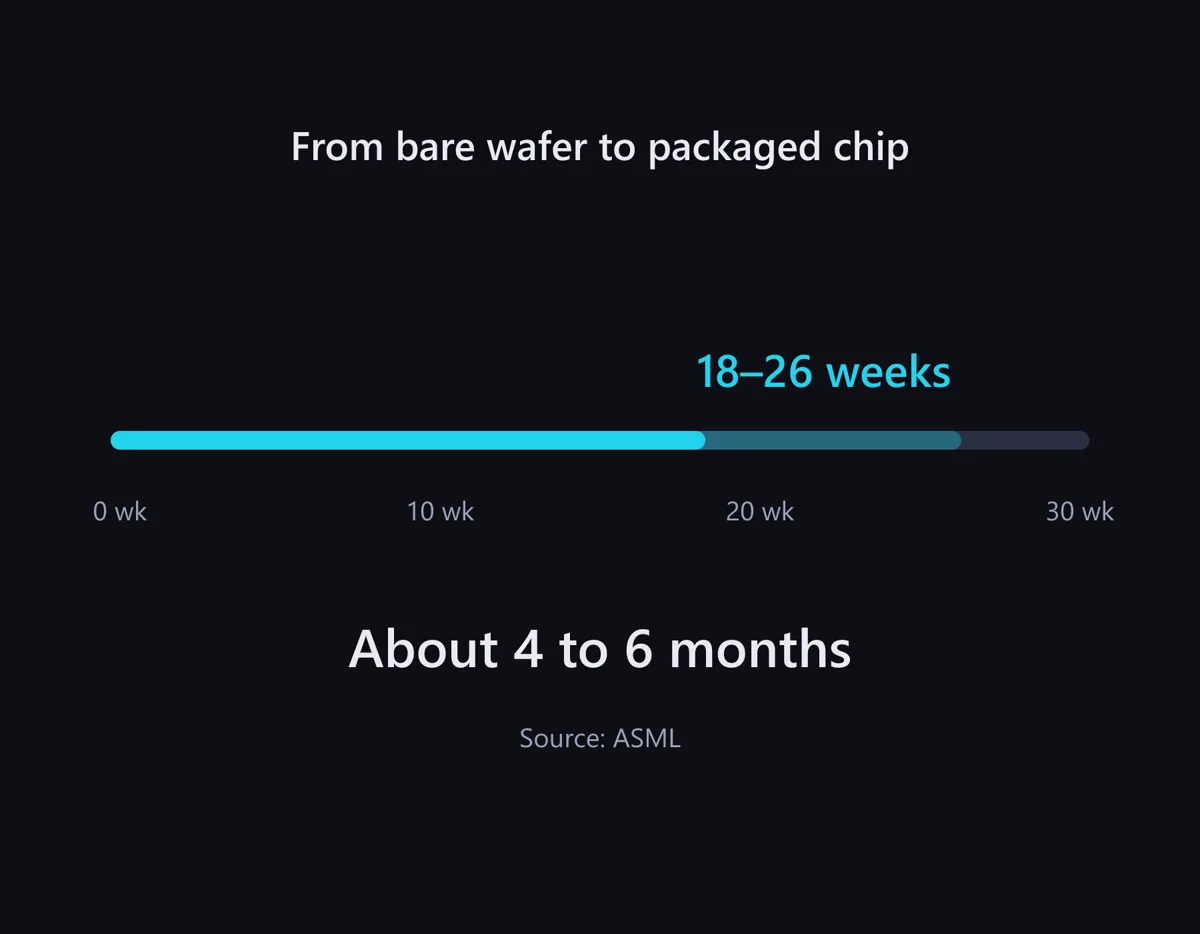 From bare wafer to packaged chip
18–26 weeks
0 wk 10 wk 20 wk 30 wk
About 4 to 6 months
Source: ASML